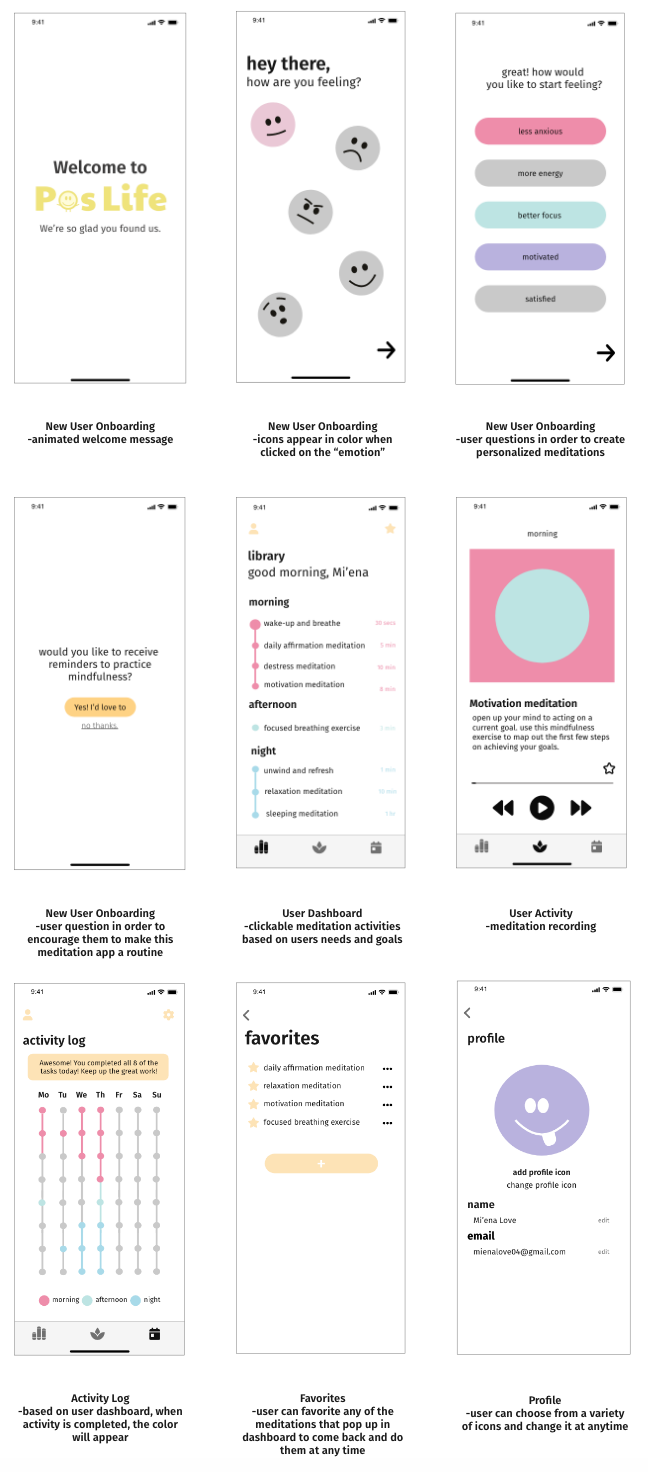 9:41
Welcome to
Pos Life
We're so glad you found us.
New User Onboarding
-animated welcome message
9:41
hey there,
how are you feeling?
New User Onboarding
-icons appear in color when
clicked on the “emotion”
9:41
great! how would
you like to start feeling?
less anxious
more energy
better focus
motivated
satisfied
New User Onboarding
-user questions in order to create
personalized meditations
9:41
would you like to receive
reminders to practice
mindfulness?
Yes! I'd love to
no thanks.
New User Onboarding
-user question in order to
encourage them to make this
meditation app a routine
9:41
library
good morning, Mi'ena
morning
wake-up and breathe 30 secs
daily affirmation meditation 5 min
destress meditation 10 min
motivation meditation 8 min
afternoon
focused breathing exercise min
night
unwind and refresh min
relaxation meditation 10 min
sleeping meditation 1 hr
User Dashboard
-clickable meditation activities
based on users needs and goals
9:41
morning
Motivation meditation
open up your mind to acting on a
current goal. use this mindfulness
exercise to map out the first few steps
on achieving your goals.
User Activity
-meditation recording
9:41
activity log
Awesome! You completed all 8 of the
tasks today! Keep up the great work!
Mo Tu We Th Fr Sa Su
morning afternoon night
Activity Log
-based on user dashboard, when
activity is completed, the color
will appear
9:41
favorites
daily affirmation meditation
relaxation meditation
motivation meditation
focused breathing exercise
+
Favorites
-user can favorite any of the
meditations that pop up in
dashboard to come back and do
them at any time
9:41
profile
add profile icon
change profile icon
name
Mi'ena Love edit
email
mienalove04@gmail.com edit
Profile
-user can choose from a variety
of icons and change it at anytime